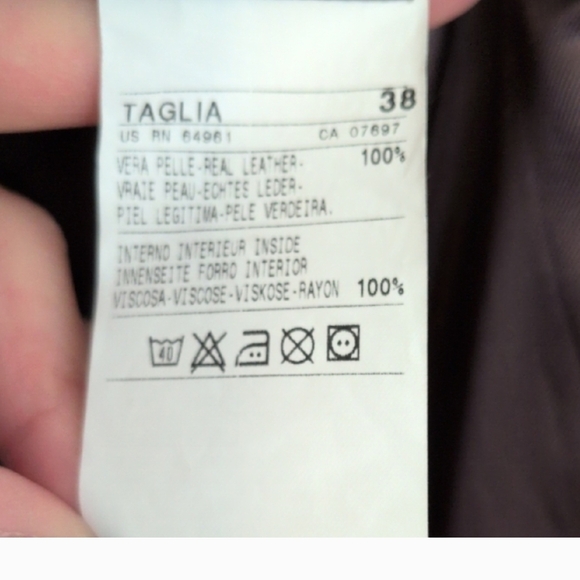 TAGLIA 38
US RN 64961 CA 07697
VERA PELLE-REAL LEATHER- 100%
VRAIE PEAU-ECHTES LEDER-
PIEL LEGITIMA-PELE VERDEIRA.
INTERNO INTERIEUR INSIDE
INNENSEITE FORRO INTERIOR
VISCOSA-VISCOSE-VISKOSE-RAYON 100%
40